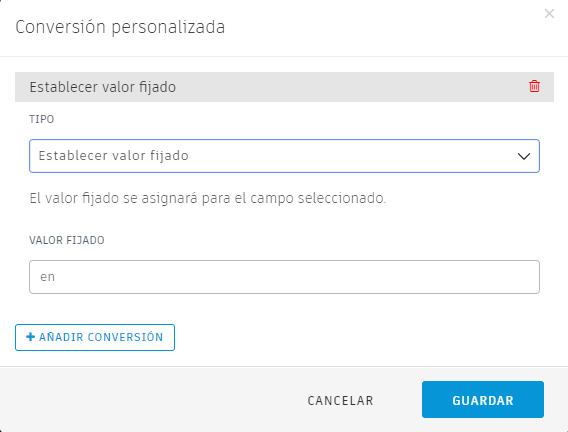 Conversión personalizada
Establecer valor fijado
TIPO
Establecer valor fijado
El valor fijado se asignará para el campo seleccionado.
VALOR FIJADO
en
+ AÑADIR CONVERSIÓN
CANCELAR
GUARDAR